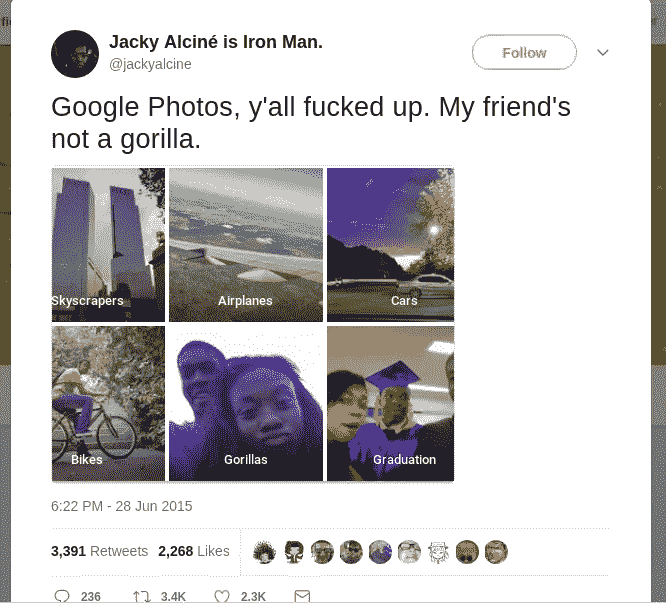 Jacky Alciné is Iron Man.
@jackyalcine
Follow
Google Photos, y'all fucked up. My friend's
not a gorilla.
Skyscrapers
Airplanes
Cars
Bikes
Gorillas
Graduation
6:22 PM - 28 Jun 2015
3,391 Retweets 2,268 Likes
236 3.4K 2.3K